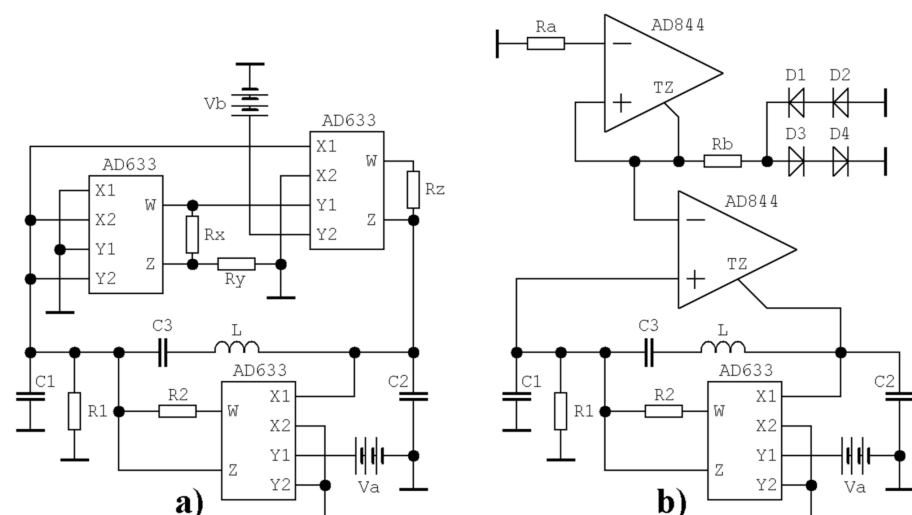 Vb
AD633
X1
X2
Y1
Y2
W
Z
Rz
AD633
X1
X2
Y1
Y2
W
Z
Rx
Ry
C3
L
C1
R1
R2
AD633
W
Z
X1
X2
Y1
Y2
C2
Va
a)
Ra
AD844
TZ
Rb
D1
D2
D3
D4
AD844
TZ
C3
L
C1
R1
R2
AD633
W
Z
X1
X2
Y1
Y2
C2
Va
b)